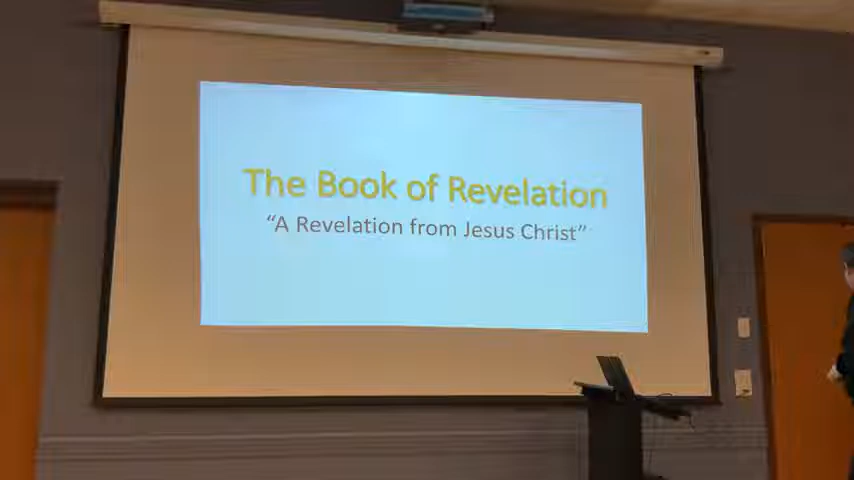 The Book of Revelation
“A Revelation from Jesus Christ”